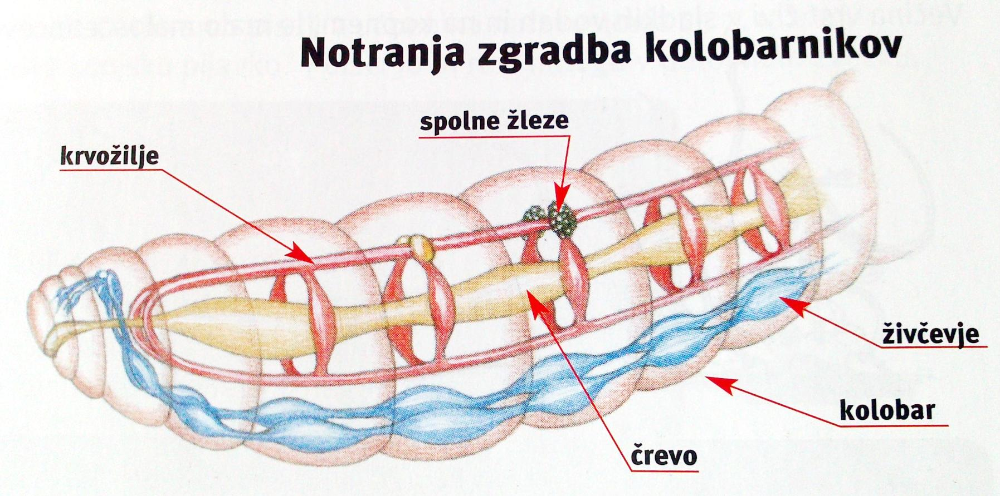 Notranja zgradba kolobarnikov
spolne žleze
krvožilje
živčevje
kolobar
črevo